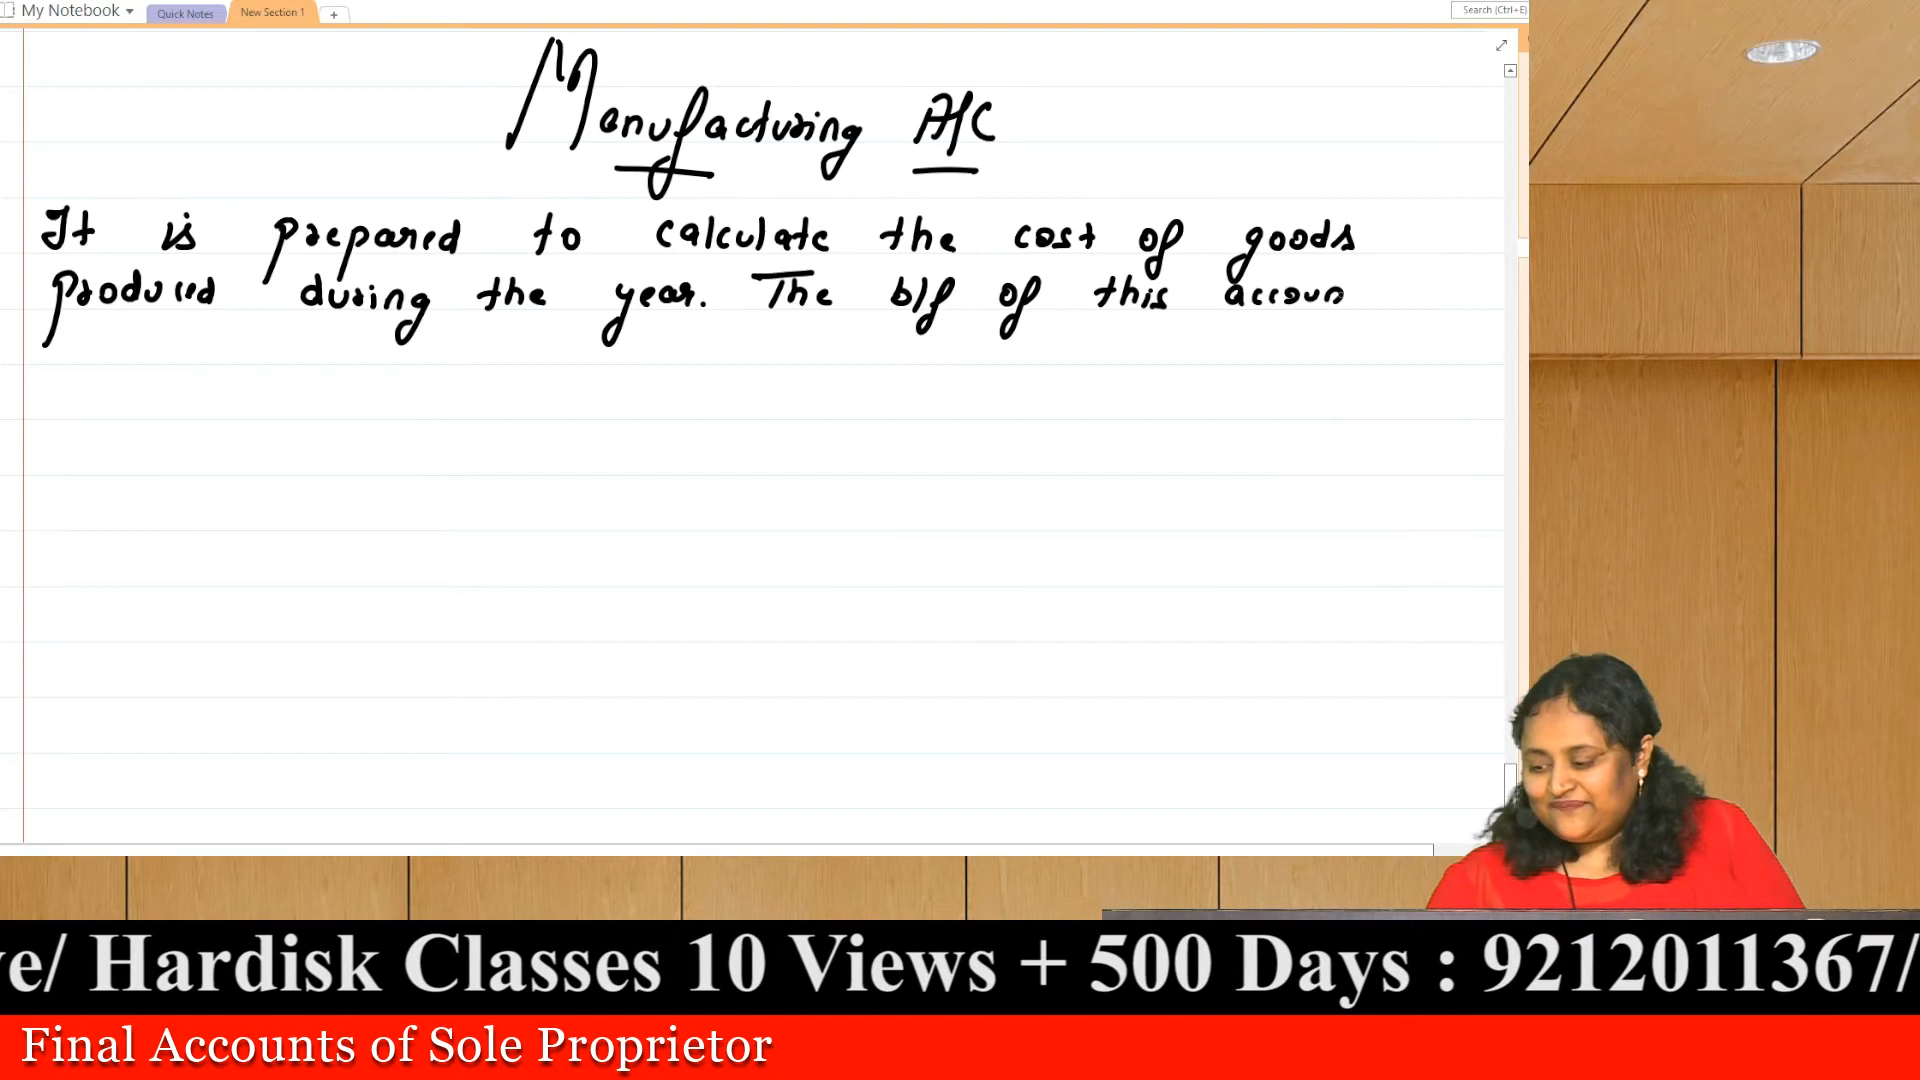 My Notebook
Quick Notes
New Section 1
+
Search (Ctrl+E)
Manufacturing A/C
It is prepared to calculate the cost of goods
produced during the year. The b/f of this accoun
ve/ Hardisk Classes 10 Views + 500 Days : 9212011367/
Final Accounts of Sole Proprietor